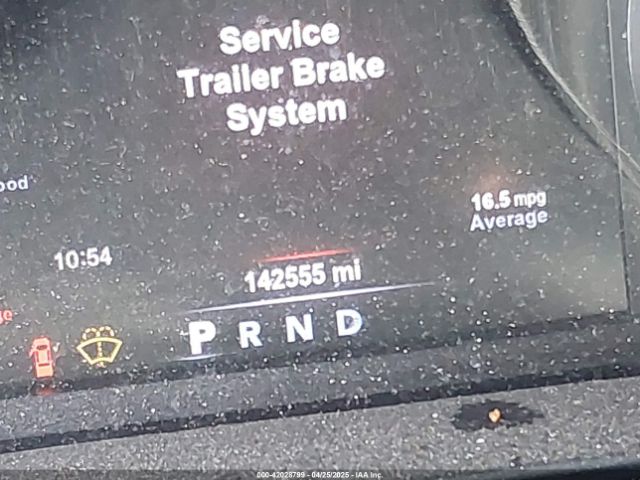 Service
Trailer Brake
System
ood
16.5 mpg
Average
10:54
142555 mi
P R N D
000-42028799 - 04/25/2025 - IAA Inc.